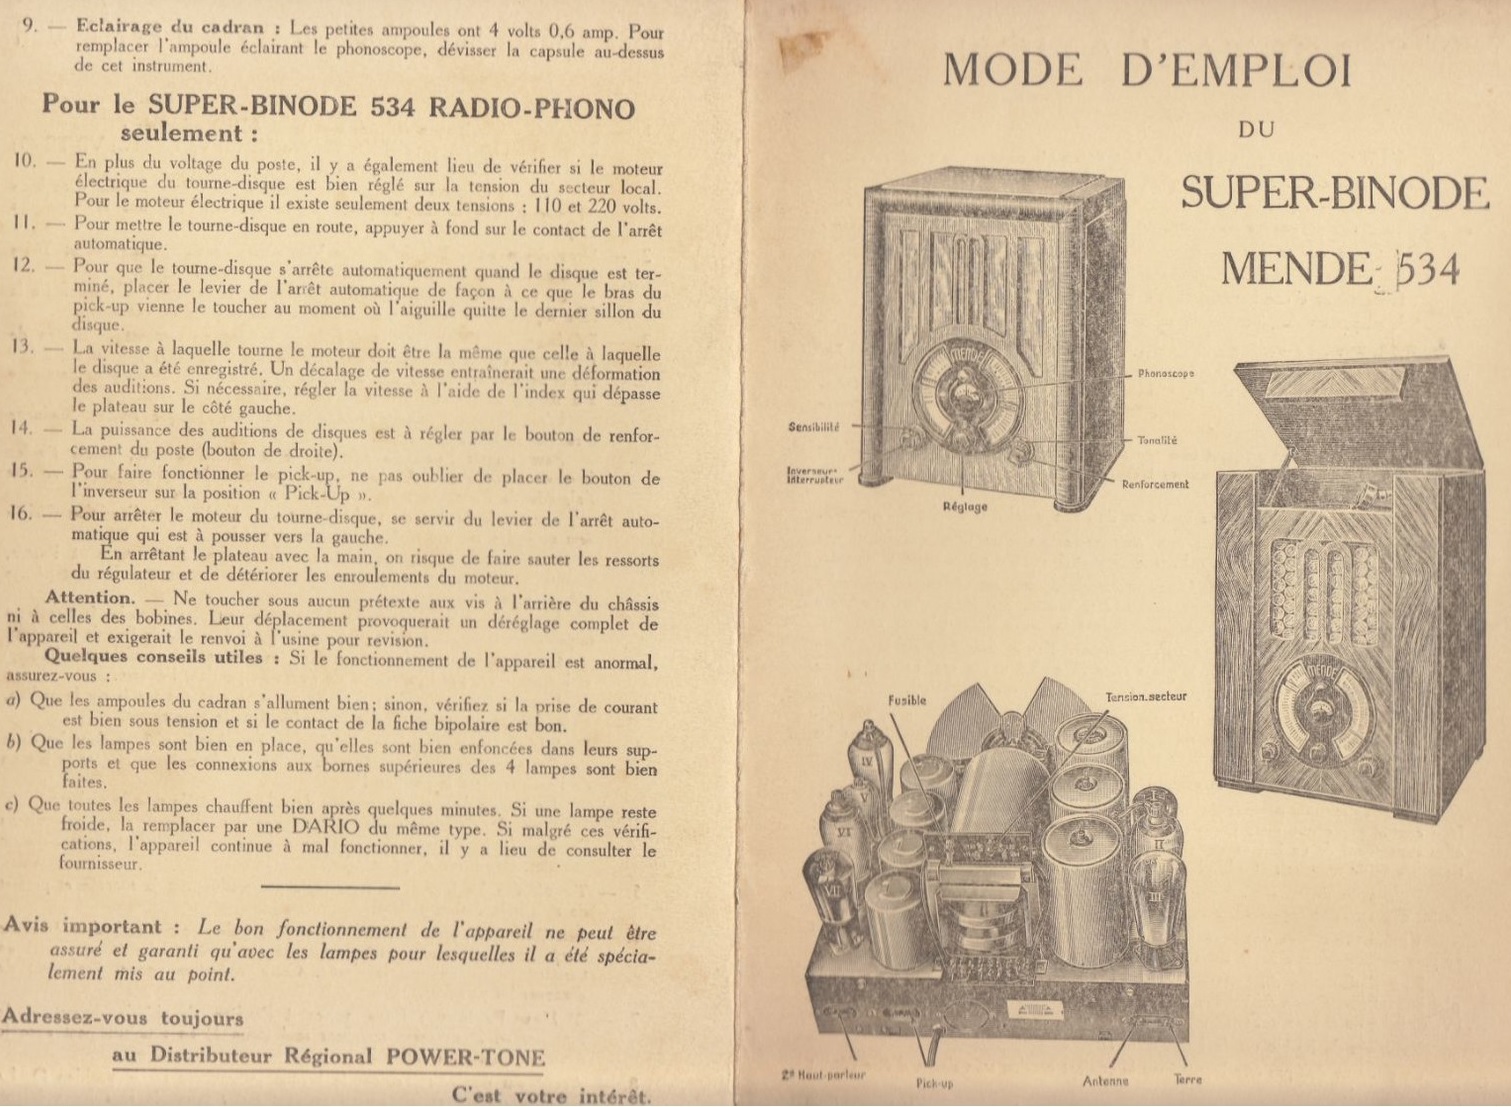 9. — Eclairage du cadran : Les petites ampoules ont 4 volts 0,6 amp. Pour
remplacer l'ampoule éclairant le phonoscope, dévisser la capsule au-dessus
de cet instrument.
Pour le SUPER-BINODE 534 RADIO-PHONO
seulement :
10. — En plus du voltage du poste, il y a également lieu de vérifier si le moteur
électrique du tourne-disque est bien réglé sur la tension du secteur local.
Pour le moteur électrique il existe seulement deux tensions : 110 et 220 volts.
11. — Pour mettre le tourne-disque en route, appuyer à fond sur le contact de l'arrêt
automatique.
12. — Pour que le tourne-disque s'arrête automatiquement quand le disque est ter-
miné, placer le levier de l'arrêt automatique de façon à ce que le bras du
pick-up vienne le toucher au moment où l'aiguille quitte le dernier sillon du
disque.
13. — La vitesse à laquelle tourne le moteur doit être la même que celle à laquelle
le disque a été enregistré. Un décalage de vitesse entraînerait une déformation
des auditions. Si nécessaire, régler la vitesse à l'aide de l'index qui dépasse
le plateau sur le côté gauche.
14. — La puissance des auditions de disques est à régler par le bouton de renfor-
cement du poste (bouton de droite).
15. — Pour faire fonctionner le pick-up, ne pas oublier de placer le bouton de
l'inverseur sur la position « Pick-Up ».
16. — Pour arrêter le moteur du tourne-disque, se servir du levier de l'arrêt auto-
matique qui est à pousser vers la gauche.
En arrêtant le plateau avec la main, on risque de faire sauter les ressorts
du régulateur et de détériorer les enroulements du moteur.
Attention. — Ne toucher sous aucun prétexte aux vis à l'arrière du châssis
ni à celles des bobines. Leur déplacement provoquerait un déréglage complet de
l'appareil et exigerait le renvoi à l'usine pour revision.
Quelques conseils utiles : Si le fonctionnement de l'appareil est anormal,
assurez-vous :
a) Que les ampoules du cadran s'allument bien; sinon, vérifiez si la prise de courant
est bien sous tension et si le contact de la fiche bipolaire est bon.
b) Que les lampes sont bien en place, qu'elles sont bien enfoncées dans leurs sup-
ports et que les connexions aux bornes supérieures des 4 lampes sont bien
faites.
c) Que toutes les lampes chauffent bien après quelques minutes. Si une lampe reste
froide, la remplacer par une DARIO du même type. Si malgré ces vérifi-
cations, l'appareil continue à mal fonctionner, il y a lieu de consulter le
fournisseur.
Avis important : Le bon fonctionnement de l'appareil ne peut être
assuré et garanti qu'avec les lampes pour lesquelles il a été spécia-
lement mis au point.
Adressez-vous toujours
au Distributeur Régional POWER-TONE
C'est votre intérêt.
MODE D'EMPLOI
DU
SUPER-BINODE
MENDE 534
MENDE
Phonoscope
Sensibilité
Tonalité
Inverseur-
Interrupteur
Renforcement
Réglage
MENDE
Fusible
Tension.secteur
IV
V
VI
VII
II
III
2e Haut-parleur
Pick-up
Antenne
Terre